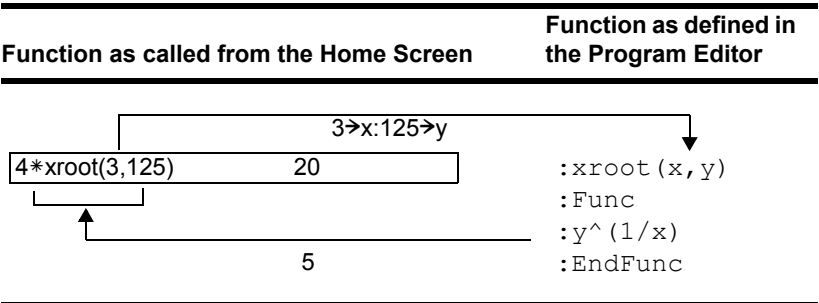 Function as called from the Home Screen
Function as defined in
the Program Editor
3→x:125→y
4*xroot(3,125) 20
:xroot(x,y)
:Func
:y^(1/x)
5
:EndFunc